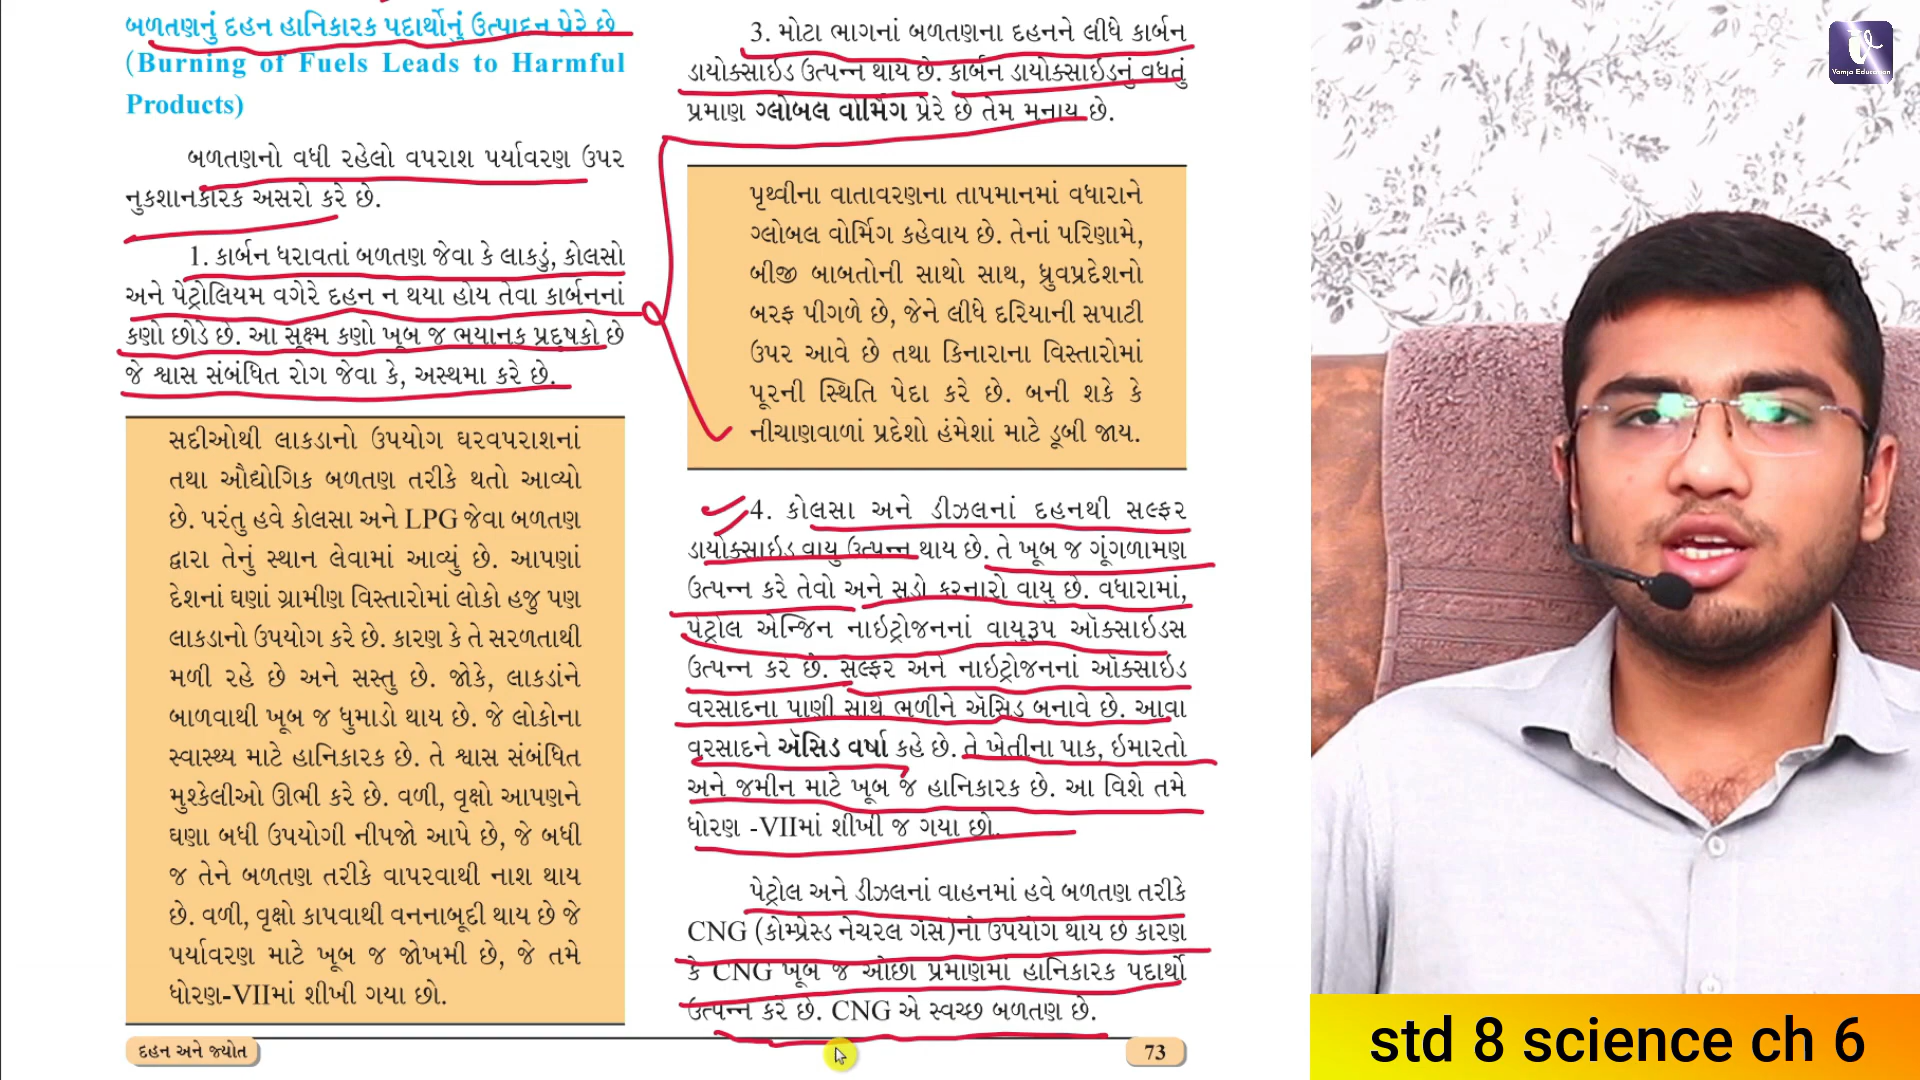 બળતણનું દહન હાનિકારક પદાર્થોનું ઉત્પાદન પ્રેરે છે
(Burning of Fuels Leads to Harmful
Products)
બળતણનો વધી રહેલો વપરાશ પર્યાવરણ ઉપર
નુકશાનકારક અસરો કરે છે.
1. કાર્બન ધરાવતાં બળતણ જેવા કે લાકડું, કોલસો
અને પેટ્રોલિયમ વગેરે દહન ન થયા હોય તેવા કાર્બનનાં
કણો છોડે છે. આ સૂક્ષ્મ કણો ખૂબ જ ભયાનક પ્રદૂષકો છે
જે શ્વાસ સંબંધિત રોગ જેવા કે, અસ્થમા કરે છે.
સદીઓથી લાકડાનો ઉપયોગ ઘરવપરાશનાં
તથા ઔદ્યોગિક બળતણ તરીકે થતો આવ્યો
છે. પરંતુ હવે કોલસા અને LPG જેવા બળતણ
દ્વારા તેનું સ્થાન લેવામાં આવ્યું છે. આપણાં
દેશનાં ઘણાં ગ્રામીણ વિસ્તારોમાં લોકો હજુ પણ
લાકડાનો ઉપયોગ કરે છે. કારણ કે તે સરળતાથી
મળી રહે છે અને સસ્તુ છે. જોકે, લાકડાંને
બાળવાથી ખૂબ જ ધુમાડો થાય છે. જે લોકોના
સ્વાસ્થ્ય માટે હાનિકારક છે. તે શ્વાસ સંબંધિત
મુશ્કેલીઓ ઊભી કરે છે. વળી, વૃક્ષો આપણને
ઘણા બધી ઉપયોગી નીપજો આપે છે, જે બધી
જ તેને બળતણ તરીકે વાપરવાથી નાશ થાય
છે. વળી, વૃક્ષો કાપવાથી વનનાબૂદી થાય છે જે
પર્યાવરણ માટે ખૂબ જ જોખમી છે, જે તમે
ધોરણ-VIIમાં શીખી ગયા છો.
દહન અને જ્યોત
3. મોટા ભાગનાં બળતણના દહનને લીધે કાર્બન
ડાયોક્સાઇડ ઉત્પન્ન થાય છે. કાર્બન ડાયોક્સાઇડનું વધતું
પ્રમાણ ગ્લોબલ વોર્મિંગ પ્રેરે છે તેમ મનાય છે.
પૃથ્વીના વાતાવરણના તાપમાનમાં વધારાને
ગ્લોબલ વોર્મિંગ કહેવાય છે. તેનાં પરિણામે,
બીજી બાબતોની સાથો સાથ, ધ્રુવપ્રદેશનો
બરફ પીગળે છે, જેને લીધે દરિયાની સપાટી
ઉપર આવે છે તથા કિનારાના વિસ્તારોમાં
પૂરની સ્થિતિ પેદા કરે છે. બની શકે કે
નીચાણવાળાં પ્રદેશો હંમેશાં માટે ડૂબી જાય.
4. કોલસા અને ડીઝલનાં દહનથી સલ્ફર
ડાયોક્સાઇડ વાયુ ઉત્પન્ન થાય છે. તે ખૂબ જ ગૂંગળામણ
ઉત્પન્ન કરે તેવો અને સડો કરનારો વાયુ છે. વધારામાં,
પેટ્રોલ એન્જિન નાઇટ્રોજનનાં વાયુરૂપ ઑક્સાઇડસ
ઉત્પન્ન કરે છે. સલ્ફર અને નાઇટ્રોજનનાં ઑક્સાઇડ
વરસાદના પાણી સાથે ભળીને ઍસિડ બનાવે છે. આવા
વરસાદને ઍસિડ વર્ષા કહે છે. તે ખેતીના પાક, ઇમારતો
અને જમીન માટે ખૂબ જ હાનિકારક છે. આ વિશે તમે
ધોરણ -VIIમાં શીખી જ ગયા છો.
પેટ્રોલ અને ડીઝલનાં વાહનમાં હવે બળતણ તરીકે
CNG (કોમ્પ્રેસ્ડ નેચરલ ગૅસ)નો ઉપયોગ થાય છે કારણ
કે CNG ખૂબ જ ઓછા પ્રમાણમાં હાનિકારક પદાર્થો
ઉત્પન્ન કરે છે. CNG એ સ્વચ્છ બળતણ છે.
73
Vamja Education
std 8 science ch 6